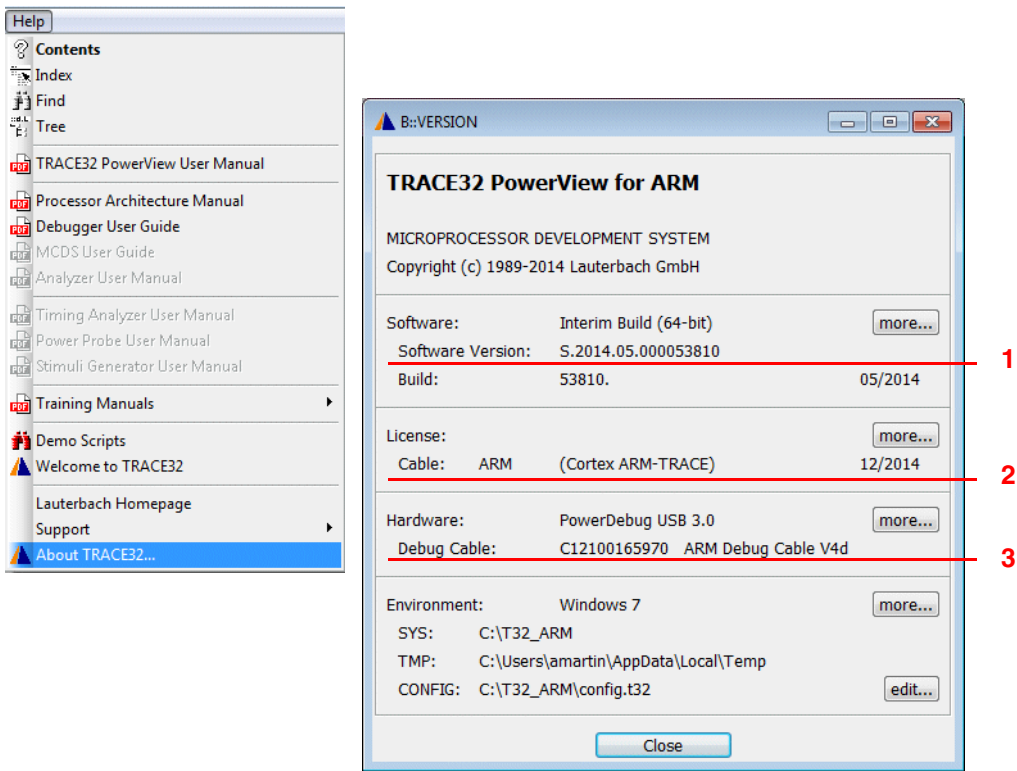 Help
Contents
Index
Find
Tree
TRACE32 PowerView User Manual
Processor Architecture Manual
Debugger User Guide
MCDS User Guide
Analyzer User Manual
Timing Analyzer User Manual
Power Probe User Manual
Stimuli Generator User Manual
Training Manuals
Demo Scripts
Welcome to TRACE32
Lauterbach Homepage
Support
About TRACE32...
B::VERSION
TRACE32 PowerView for ARM
MICROPROCESSOR DEVELOPMENT SYSTEM
Copyright (c) 1989-2014 Lauterbach GmbH
Software: Interim Build (64-bit) more...
Software Version: S.2014.05.000053810
1
Build: 53810. 05/2014
License: more...
Cable: ARM (Cortex ARM-TRACE) 12/2014
2
Hardware: PowerDebug USB 3.0 more...
Debug Cable: C12100165970 ARM Debug Cable V4d
3
Environment: Windows 7 more...
SYS: C:\T32_ARM
TMP: C:\Users\amartin\AppData\Local\Temp
CONFIG: C:\T32_ARM\config.t32 edit...
Close